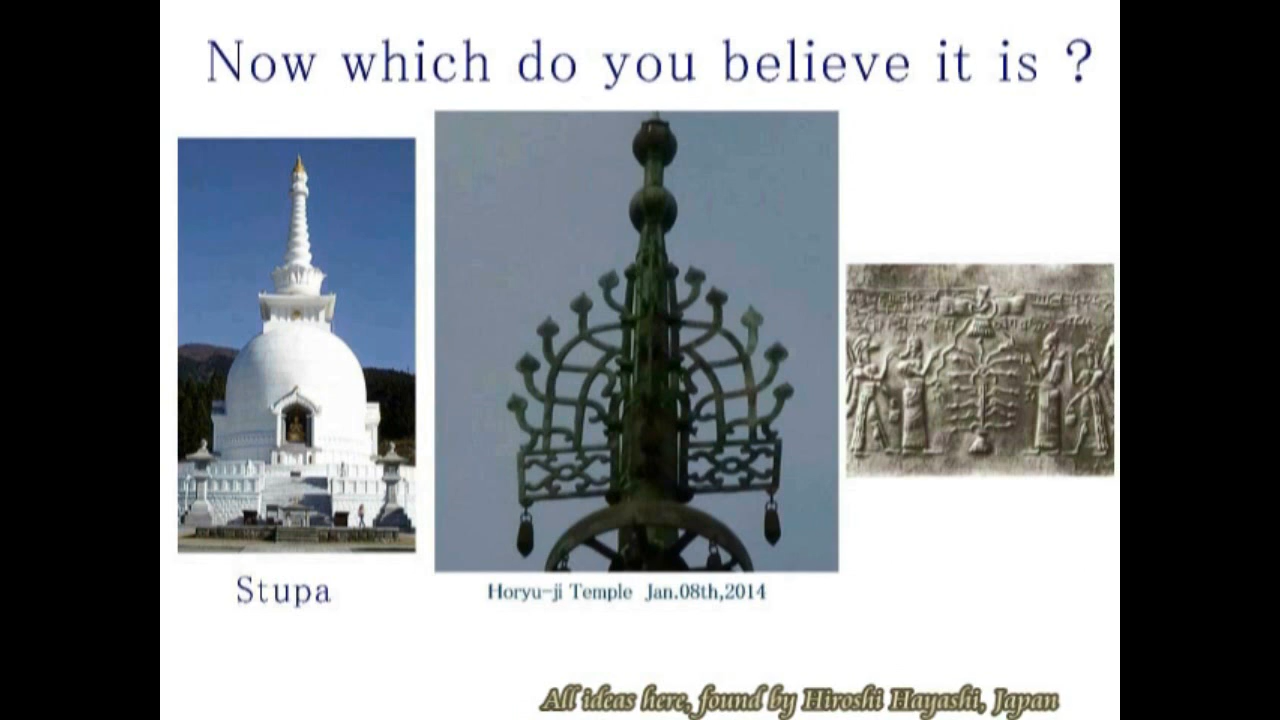 Now which do you believe it is ?
Stupa
Horyu-ji Temple Jan.08th,2014
All ideas here, found by Hiroshi Hayashi, Japan